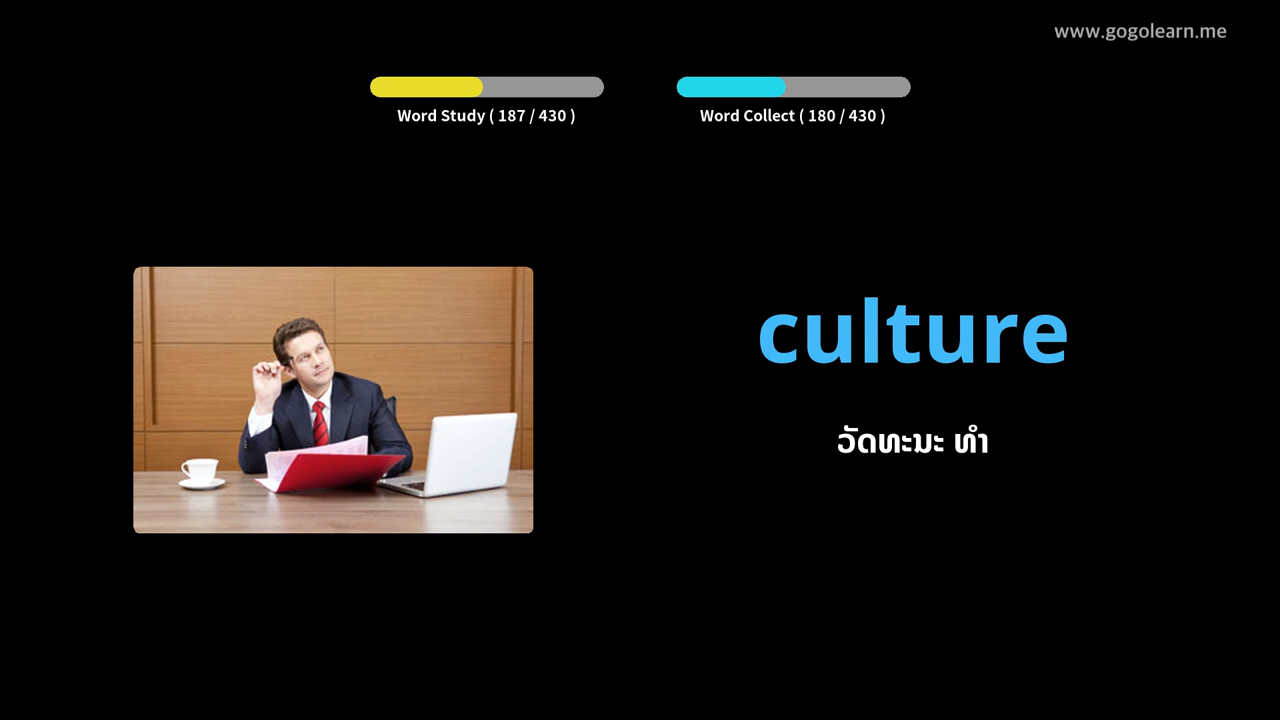 www.gogolearn.me
Word Study ( 187 / 430 )
Word Collect ( 180 / 430 )
culture
ວັດທະນະ ທຳ